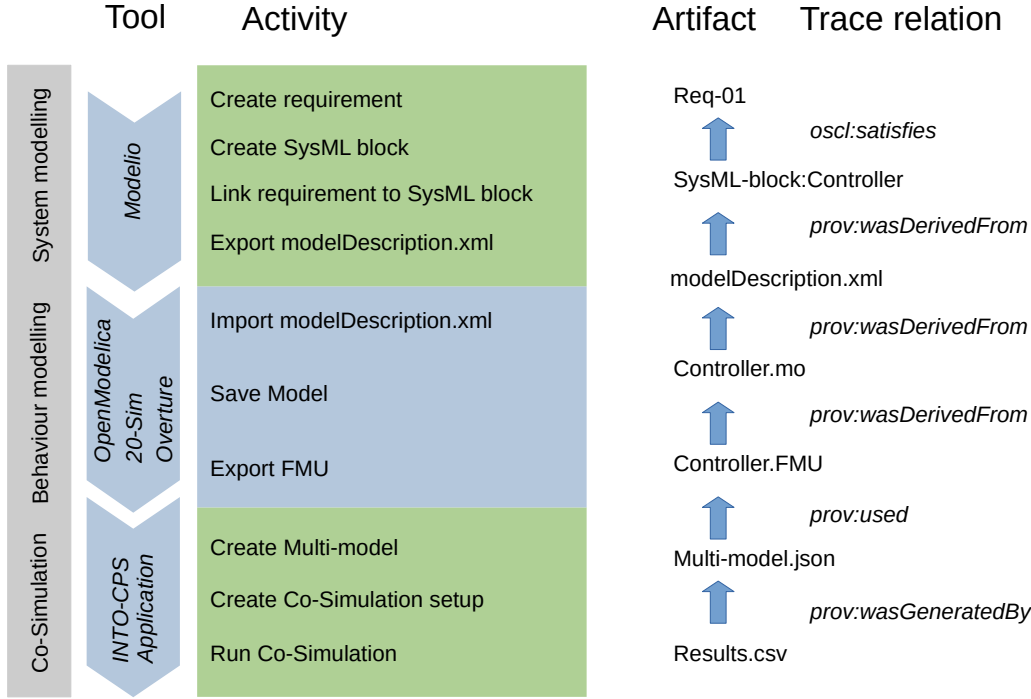 Tool
Activity
Artifact
Trace relation
System modelling
Modelio
Create requirement
Create SysML block
Link requirement to SysML block
Export modelDescription.xml
Behaviour modelling
OpenModelica
20-Sim
Overture
Import modelDescription.xml
Save Model
Export FMU
Co-Simulation
INTO-CPS
Application
Create Multi-model
Create Co-Simulation setup
Run Co-Simulation
Req-01
oscl:satisfies
SysML-block:Controller
prov:wasDerivedFrom
modelDescription.xml
prov:wasDerivedFrom
Controller.mo
prov:wasDerivedFrom
Controller.FMU
prov:used
Multi-model.json
prov:wasGeneratedBy
Results.csv